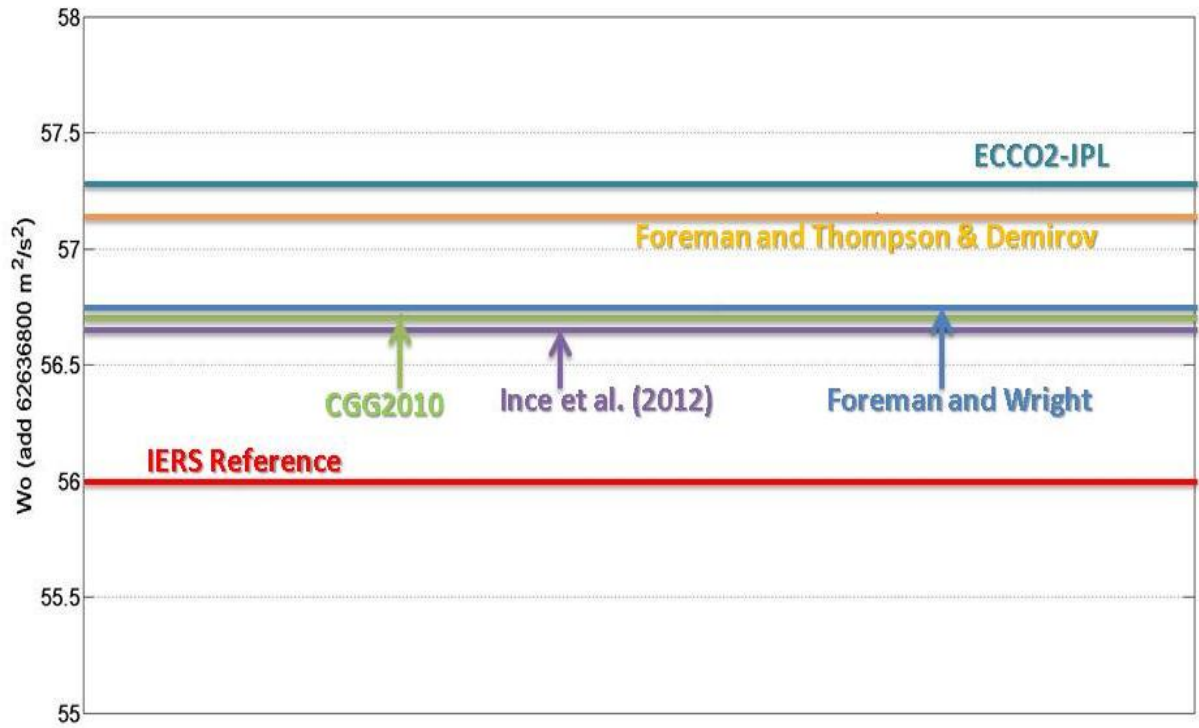 58
57.5
ECCO2-JPL
57
Foreman and Thompson & Demirov
56.5
CGG2010
Ince et al. (2012)
Foreman and Wright
IERS Reference
56
55.5
55
Wo (add 62636800 m²/s²)